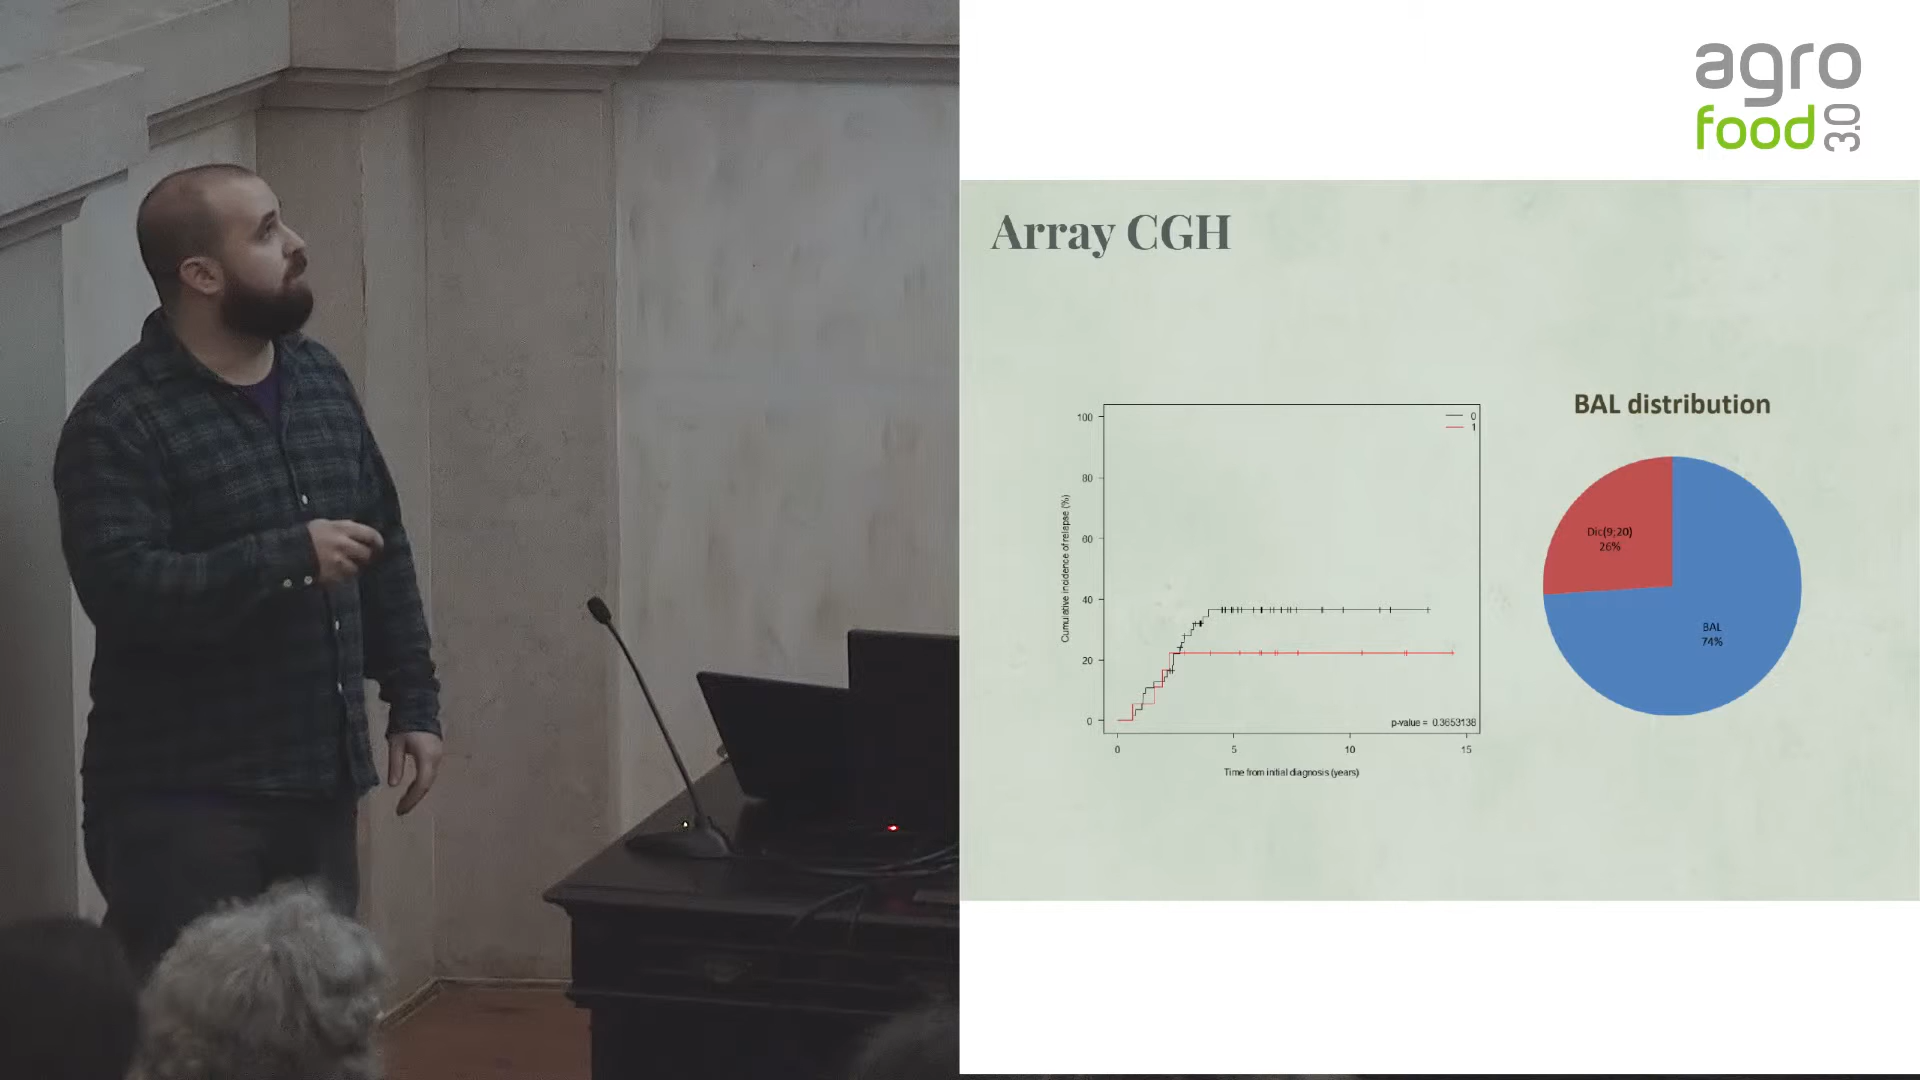 agro
food 3.0
Array CGH
100
80
60
40
20
0
Cumulative incidence of relapse (%)
0
1
p-value = 0.3653138
0 5 10 15
Time from initial diagnosis (years)
BAL distribution
Dic(9;20)
26%
BAL
74%